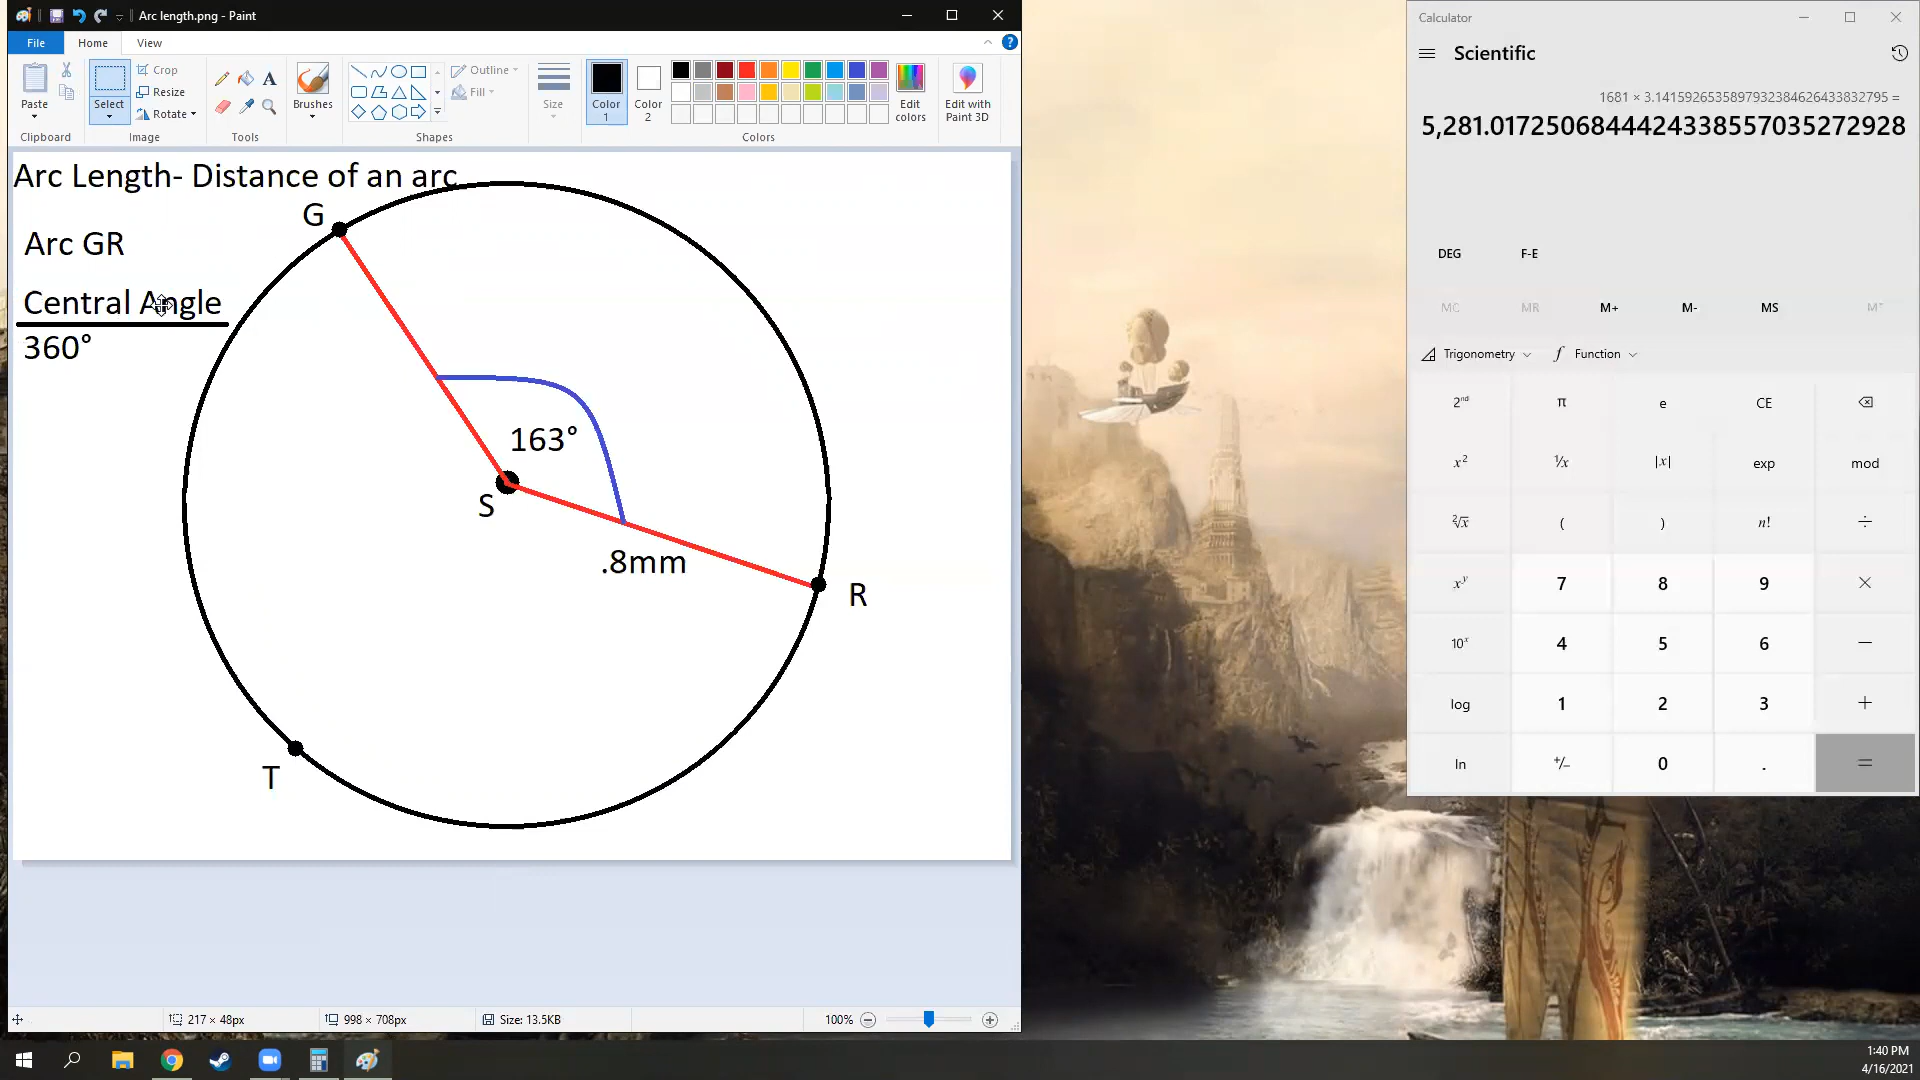 Arc length.png - Paint
File
Home
View
Paste
Clipboard
Select
Crop
Resize
Rotate
Image
A
Tools
Brushes
Outline
Fill
Shapes
Size
Color 1
Color 2
Edit colors
Edit with Paint 3D
Colors
Arc Length- Distance of an arc
G
Arc GR
Central Angle
360°
163°
S
.8mm
R
T
217 × 48px
998 × 708px
Size: 13.5KB
100%
Calculator
Scientific
1681 × 3.1415926535897932384626433832795 =
5,281.0172506844424338557035272928
DEG
F-E
MC
MR
M+
M-
MS
Trigonometry
Function
2nd
π
e
CE
x²
¹/x
|x|
exp
mod
²√x
(
)
n!
÷
xʸ
7
8
9
×
10ˣ
4
5
6
−
log
1
2
3
+
ln
+/−
0
.
=
1:40 PM
4/16/2021